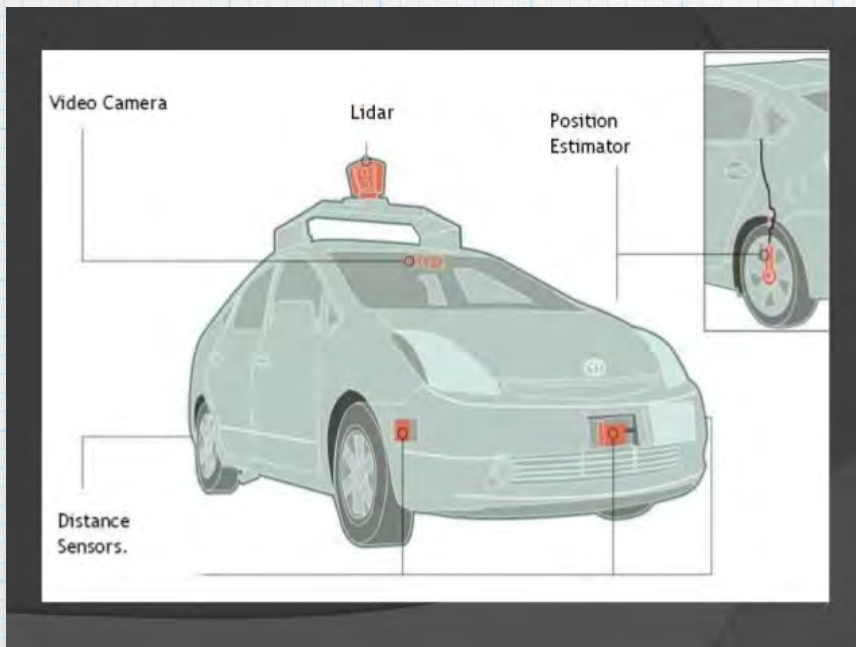 Video Camera
Lidar
Position
Estimator
Distance
Sensors.